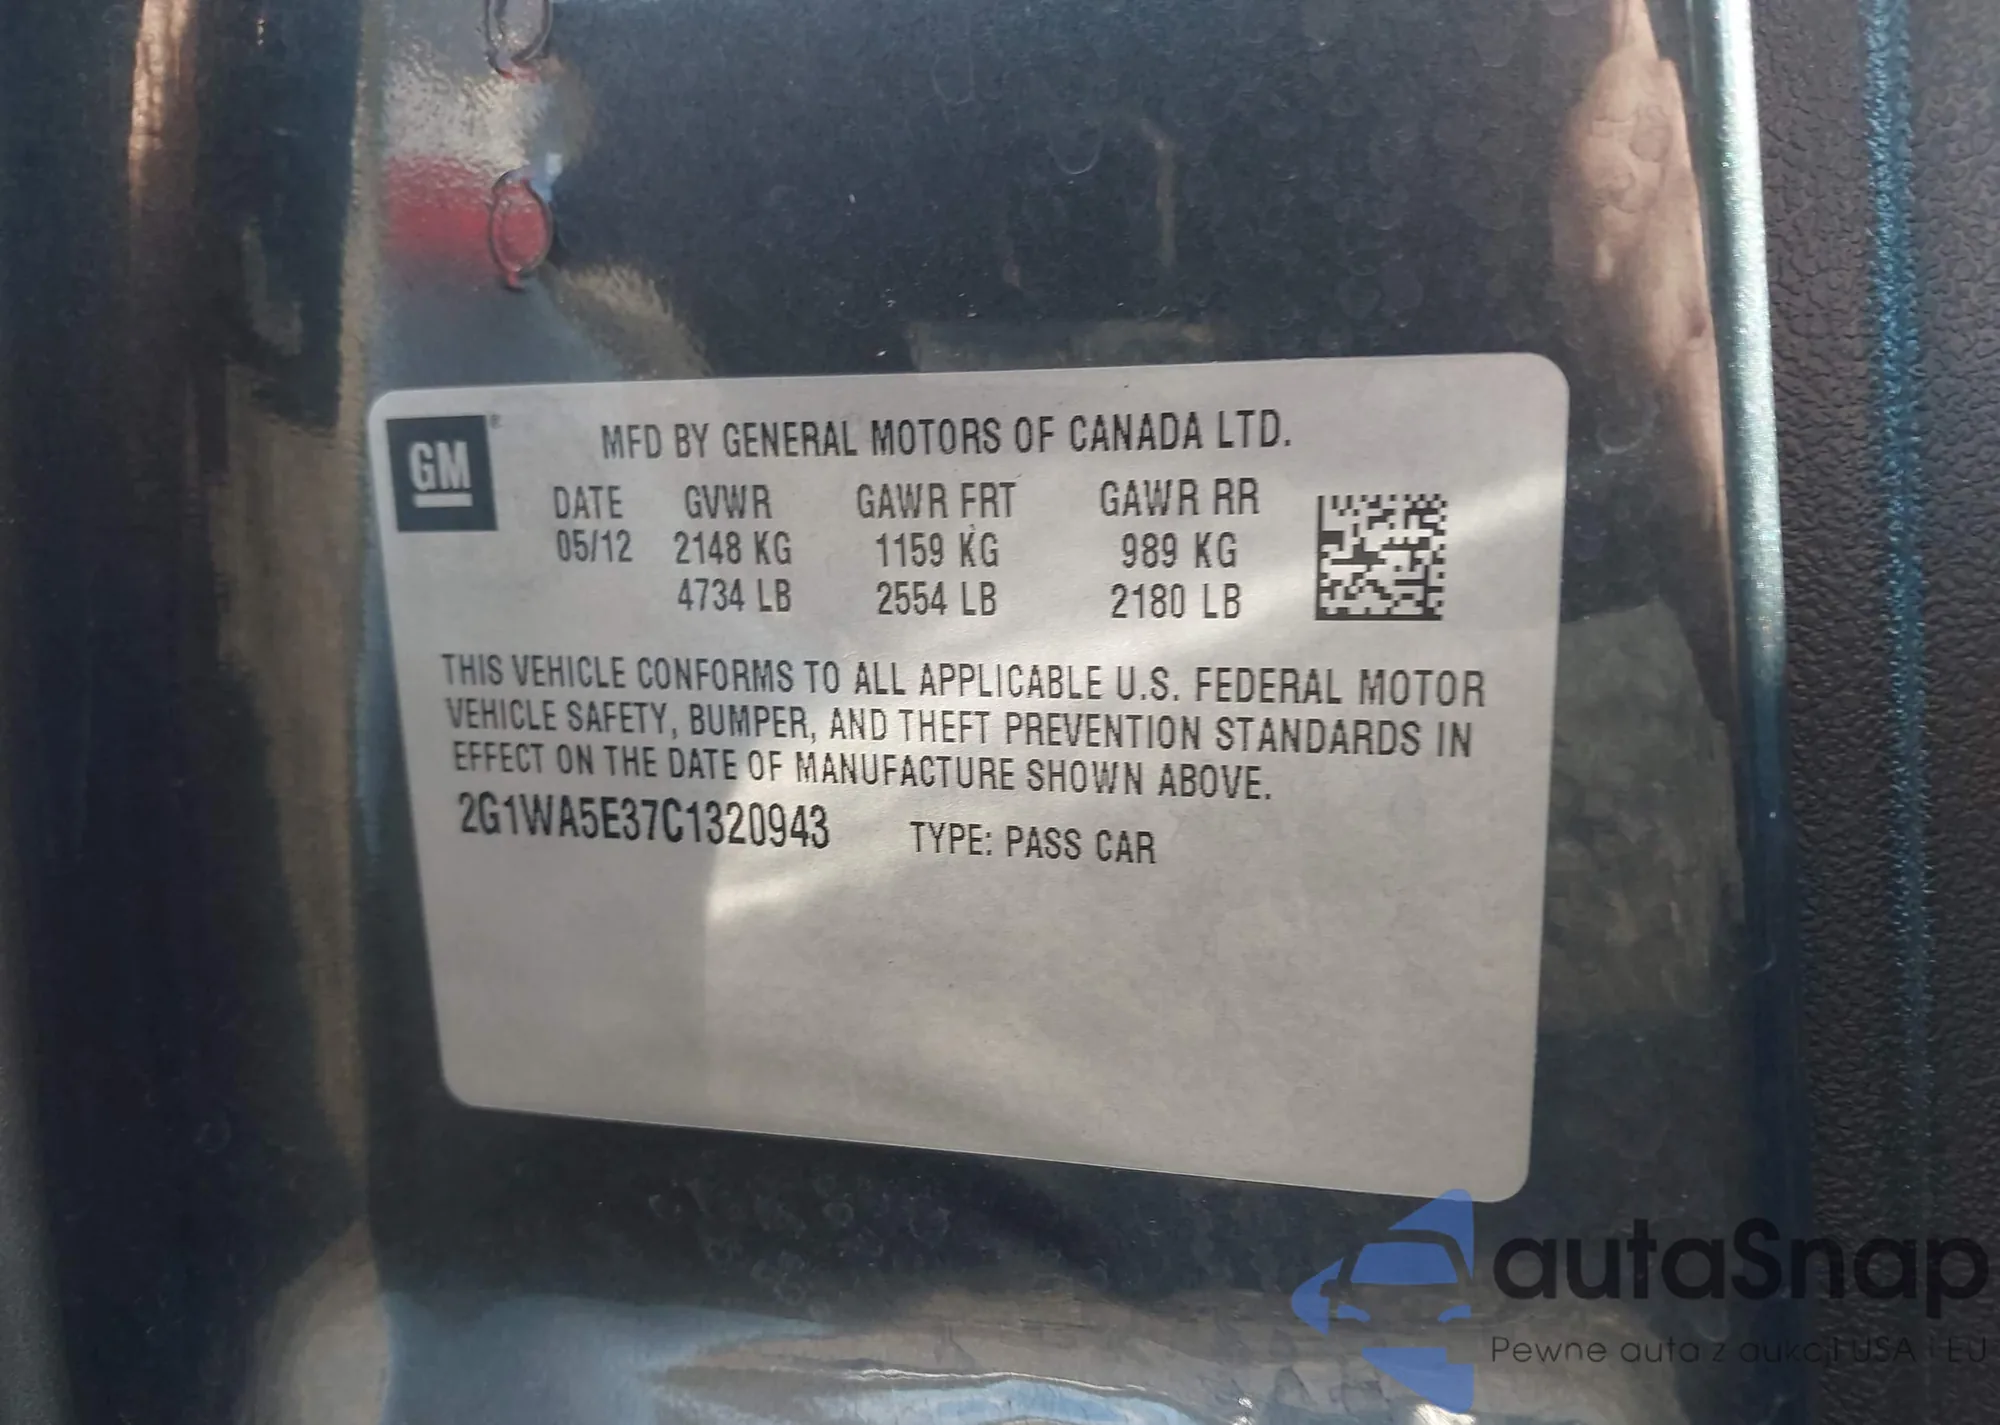 GM ®
MFD BY GENERAL MOTORS OF CANADA LTD.
DATE GVWR GAWR FRT GAWR RR
05/12 2148 KG 1159 KG 989 KG
4734 LB 2554 LB 2180 LB
THIS VEHICLE CONFORMS TO ALL APPLICABLE U.S. FEDERAL MOTOR
VEHICLE SAFETY, BUMPER, AND THEFT PREVENTION STANDARDS IN
EFFECT ON THE DATE OF MANUFACTURE SHOWN ABOVE.
2G1WA5E37C1320943 TYPE: PASS CAR
autaSnap
Pewne auta z aukcji USA i EU